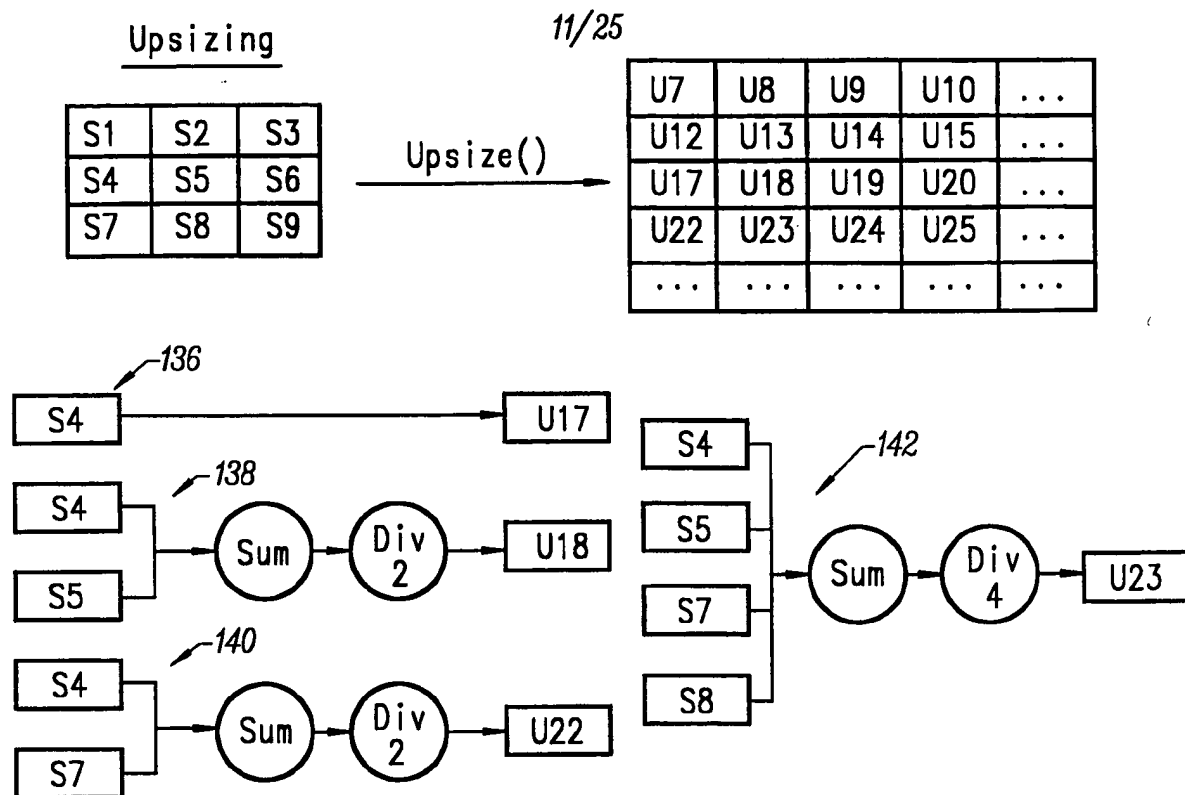 Upsizing
11/25
S1 S2 S3
S4 S5 S6
S7 S8 S9
Upsize()
U7 U8 U9 U10 ...
U12 U13 U14 U15 ...
U17 U18 U19 U20 ...
U22 U23 U24 U25 ...
... ... ... ... ...
136
S4 U17
138
S4
S5
Sum
Div 2
U18
140
S4
S7
Sum
Div 2
U22
142
S4
S5
S7
S8
Sum
Div 4
U23